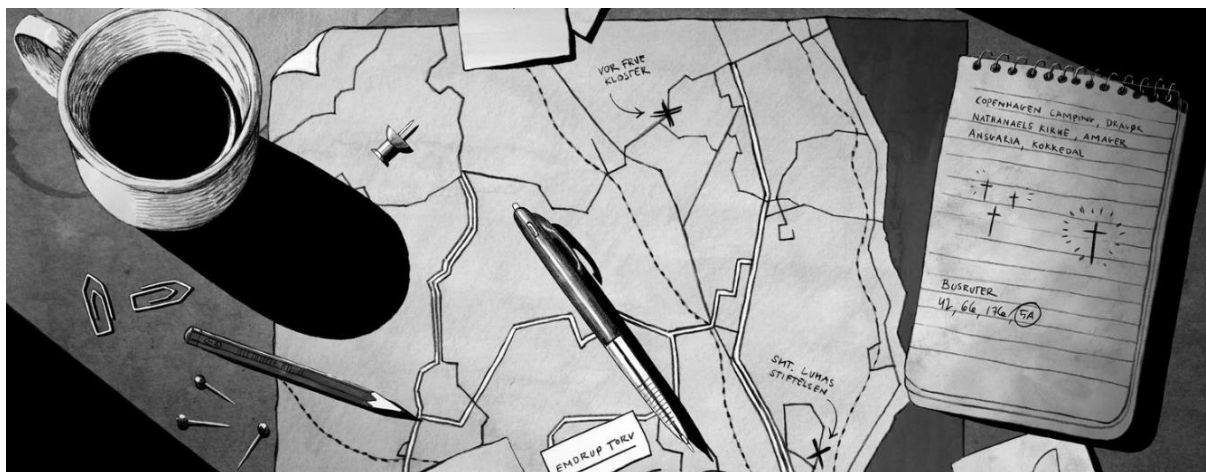 VOR FRUE
KLOSTER
COPENHAGEN CAMPING, DRAGØR
NATHANAELS KIRKE, AMAGER
ANSGARIA, KOKKEDAL
BUSRUTER
42, 66, 176, 5A
SKT. LUKAS
STIFTELSEN
EMDRUP TORV